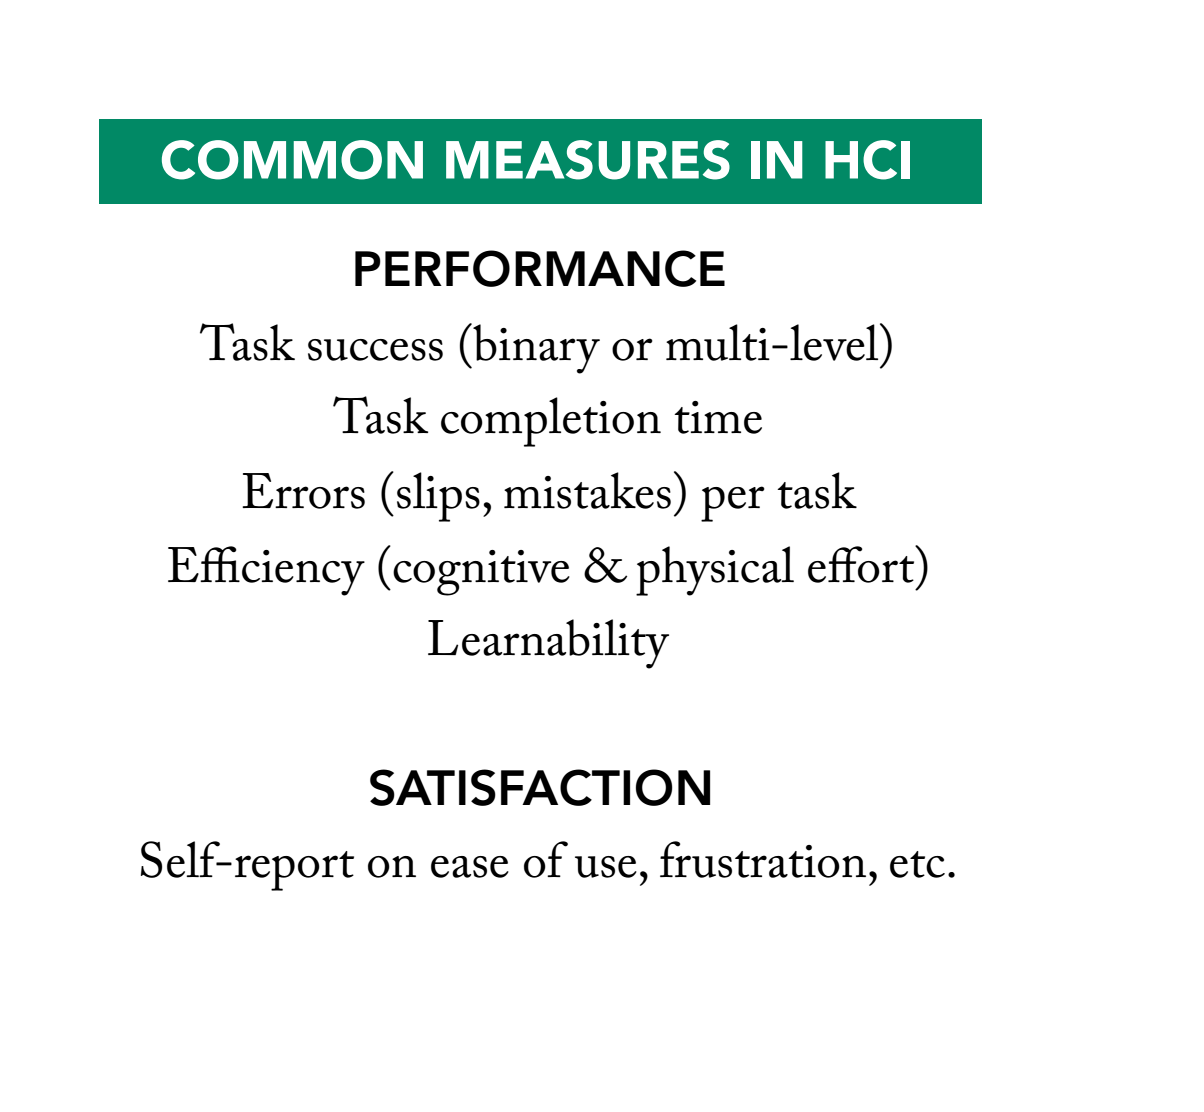 COMMON MEASURES IN HCI
PERFORMANCE
Task success (binary or multi-level)
Task completion time
Errors (slips, mistakes) per task
Efficiency (cognitive & physical effort)
Learnability
SATISFACTION
Self-report on ease of use, frustration, etc.